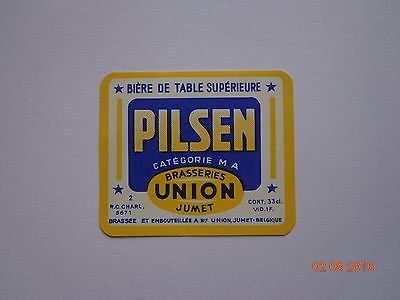 ★ BIÈRE DE TABLE SUPÉRIEURE ★
PILSEN
CATÉGORIE M A
BRASSERIES
UNION
JUMET
2
R.C.CHARL.
5671
CONT. 33cl.
VID. 1F.
BRASSÉE ET EMBOUTEILLÉE A BIES UNION, JUMET-BELGIQUE
02 08 2016